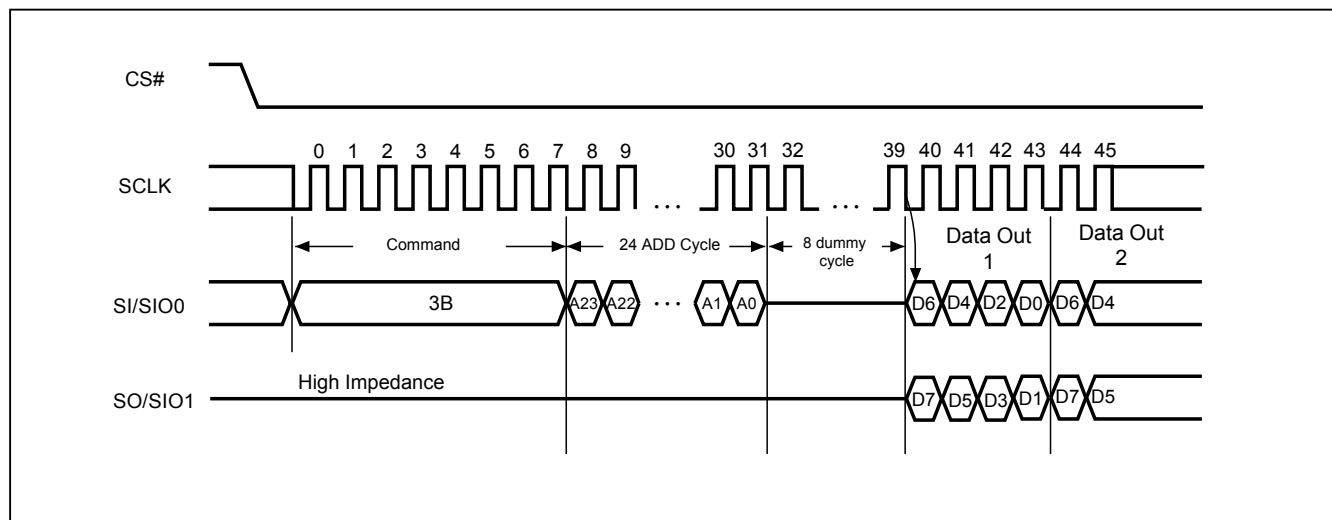 CS#
0 1 2 3 4 5 6 7 8 9 30 31 32 39 40 41 42 43 44 45
SCLK
...
...
Command
24 ADD Cycle
8 dummy
cycle
Data Out
1
Data Out
2
SI/SIO0
3B
A23 A22 ... A1 A0
D6 D4 D2 D0 D6 D4
High Impedance
SO/SIO1
D7 D5 D3 D1 D7 D5